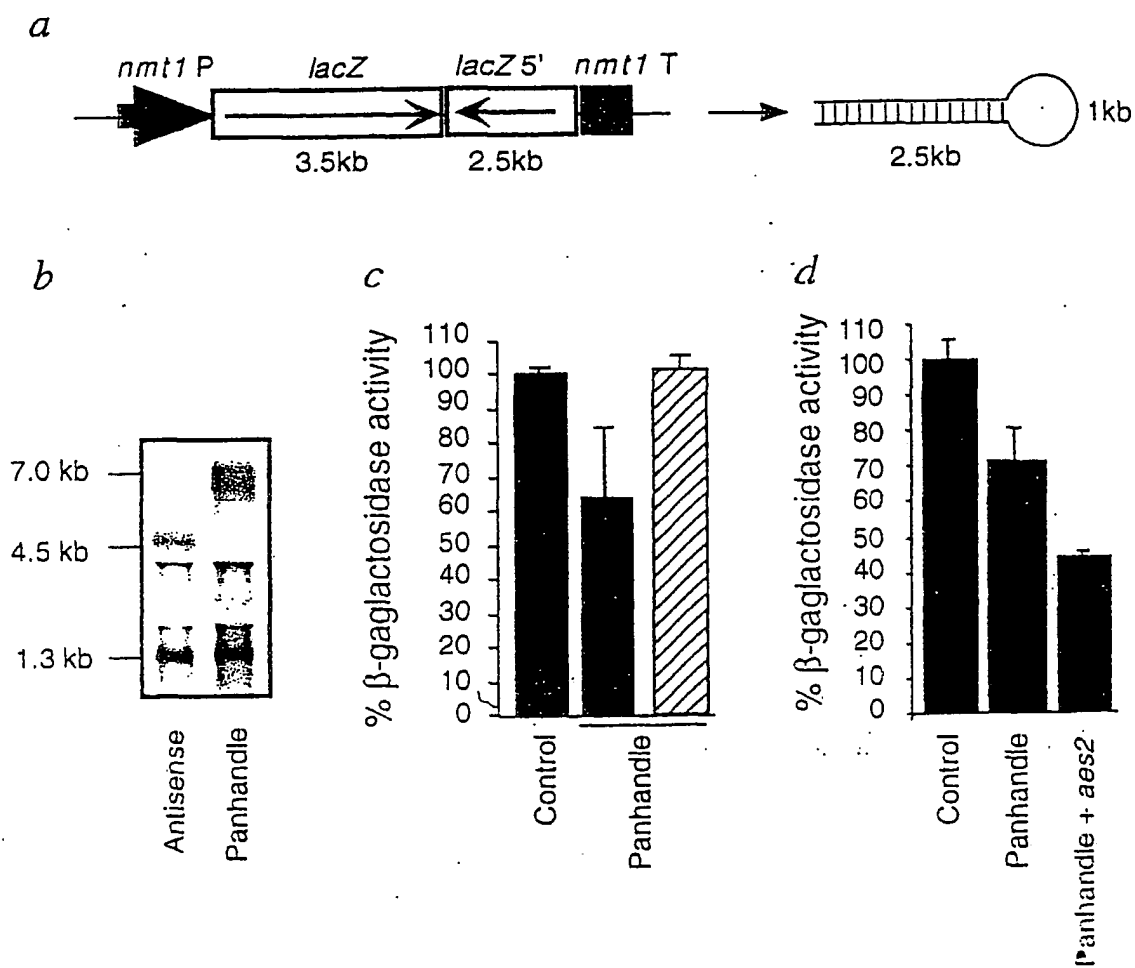 a
nmt1 P lacZ lacZ 5' nmt1 T
3.5kb 2.5kb
2.5kb
1kb
b
7.0 kb
4.5 kb
1.3 kb
Antisense
Panhandle
c
% β-gaglactosidase activity
110
100
90
80
70
60
50
40
30
20
10
0
Control
Panhandle
d
% β-gaglactosidase activity
110
100
90
80
70
60
50
40
30
20
10
0
Control
Panhandle
Panhandle + aes2